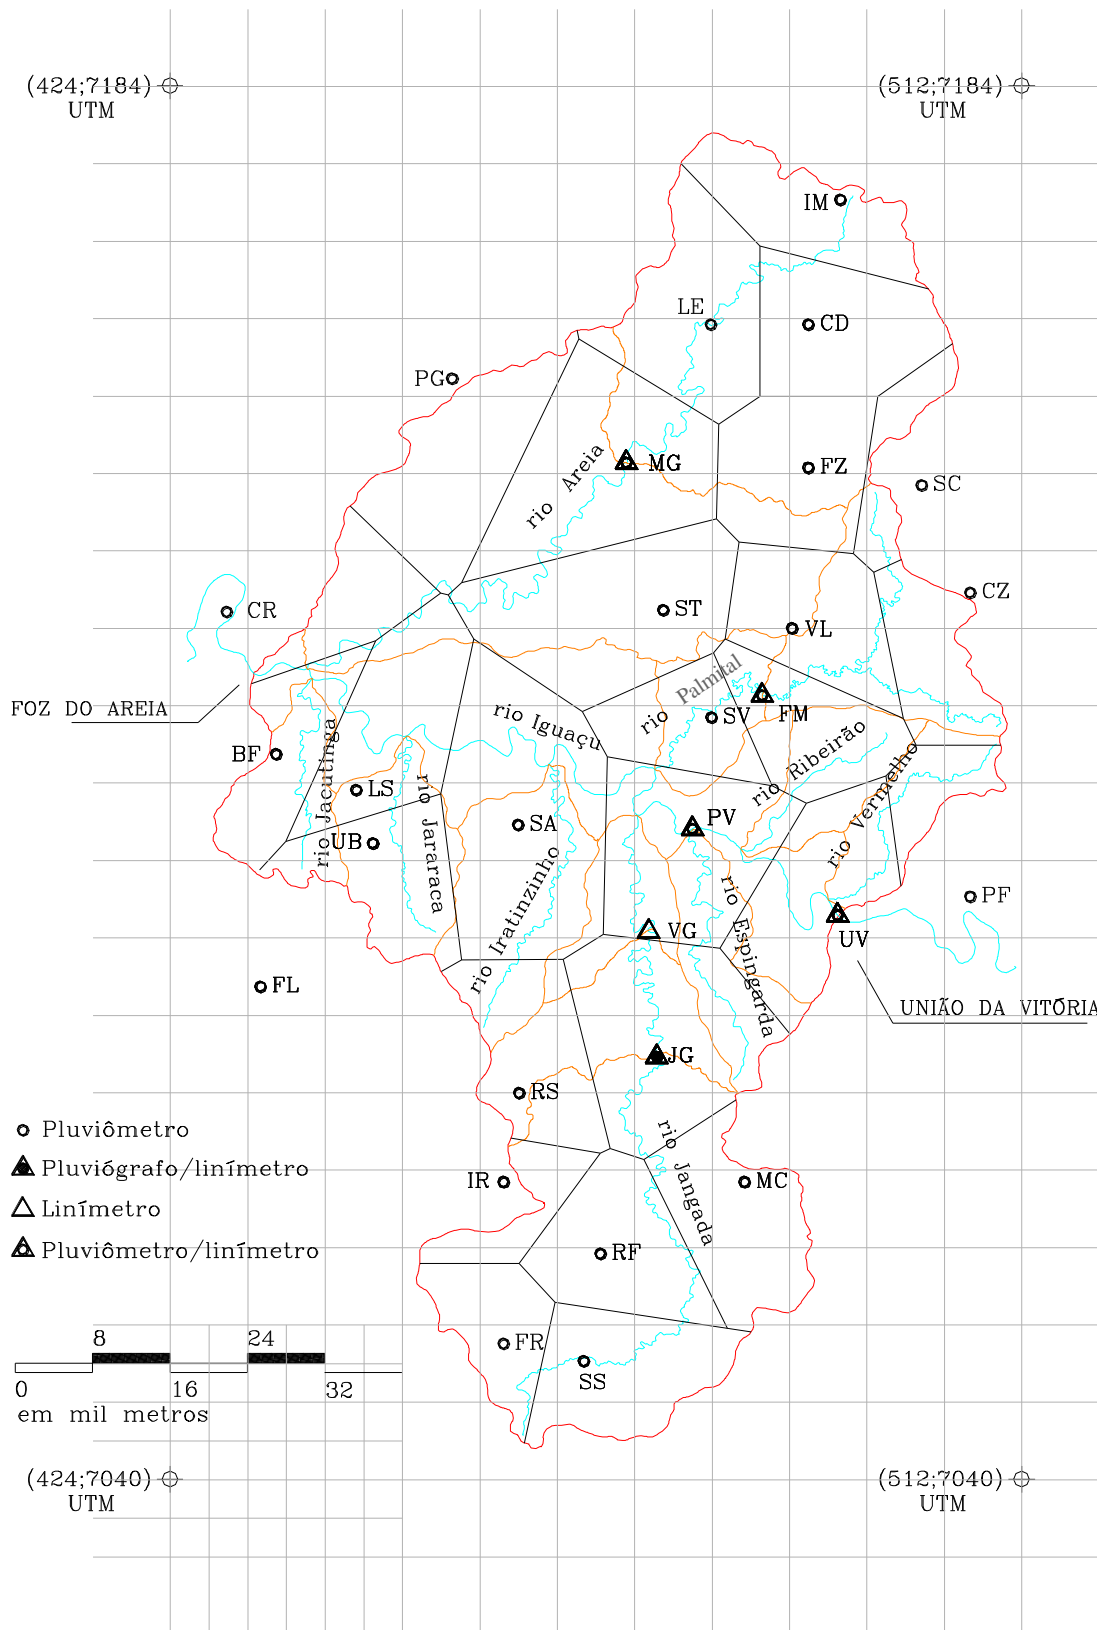 (424;7184)
UTM
(512;7184)
UTM
IM
LE
CD
PG
rio Areia
MG
FZ
SC
CR
ST
CZ
VL
rio Palmital
FOZ DO AREIA
rio Iguaçu
SV
FM
BF
rio Jacutinga
rio Ribeirão
rio Vermelho
LS
rio Jararaca
SA
PV
UB
rio Iratinzinho
rio Espingarda
PF
VG
UV
FL
UNIÃO DA VITÓRIA
JG
RS
Pluviômetro
rio Jangada
Pluviógrafo/linímetro
IR
MC
Linímetro
Pluviômetro/linímetro
RF
8
24
FR
SS
0
16
32
em mil metros
(424;7040)
UTM
(512;7040)
UTM